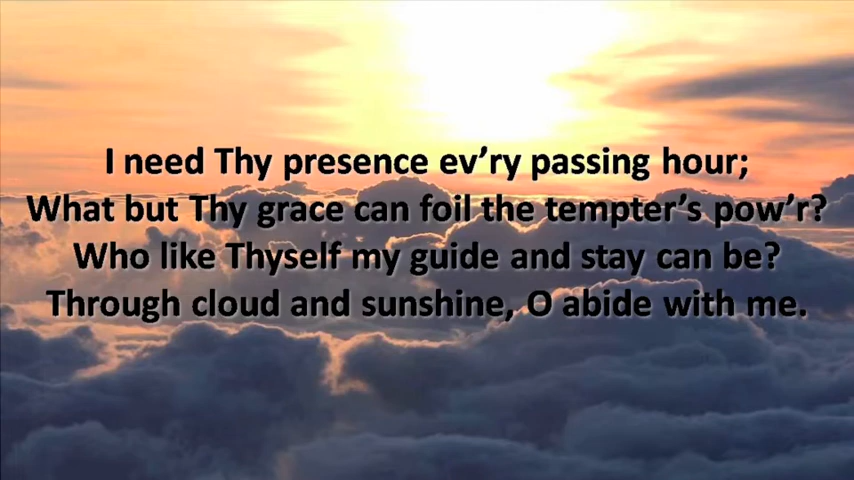 I need Thy presence ev’ry passing hour;
What but Thy grace can foil the tempter’s pow’r?
Who like Thyself my guide and stay can be?
Through cloud and sunshine, O abide with me.